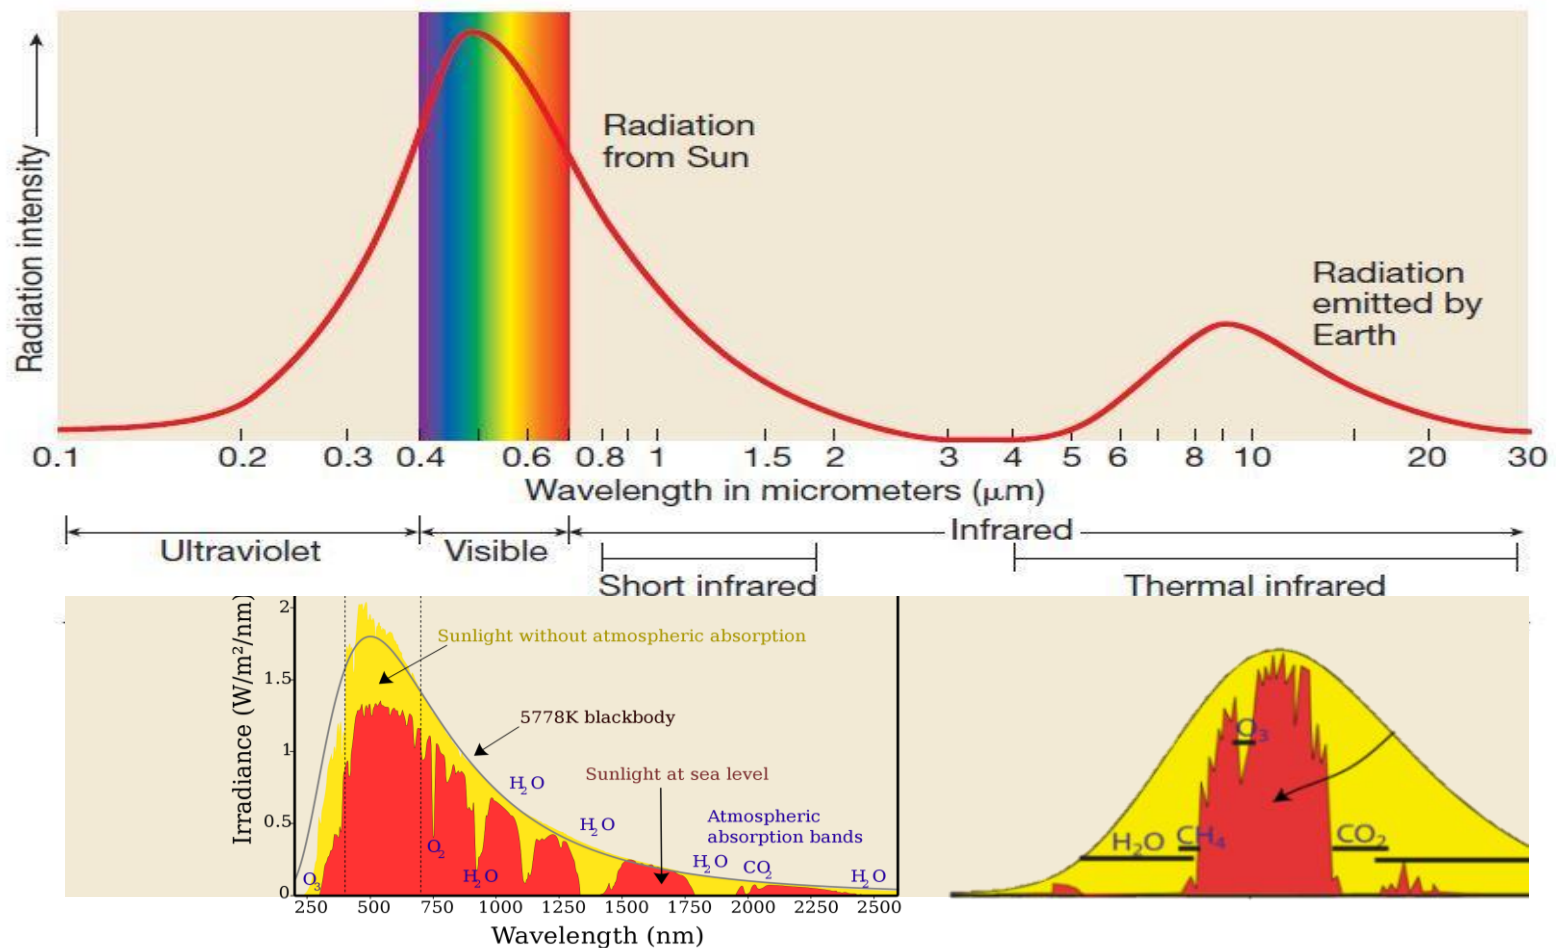 Radiation intensity
Radiation
from Sun
Radiation
emitted by
Earth
0.1 0.2 0.3 0.4 0.6 0.8 1 1.5 2 3 4 5 6 8 10 20 30
Wavelength in micrometers (μm)
Ultraviolet Visible Infrared
Short infrared Thermal infrared
Irradiance (W/m²/nm)
2
1.5
1
0.5
0
Sunlight without atmospheric absorption
5778K blackbody
Sunlight at sea level
H₂O
H₂O
Atmospheric
absorption bands
O₃ O₂ H₂O H₂O CO₂ H₂O
250 500 750 1000 1250 1500 1750 2000 2250 2500
Wavelength (nm)
O₃
H₂O CH₄ CO₂